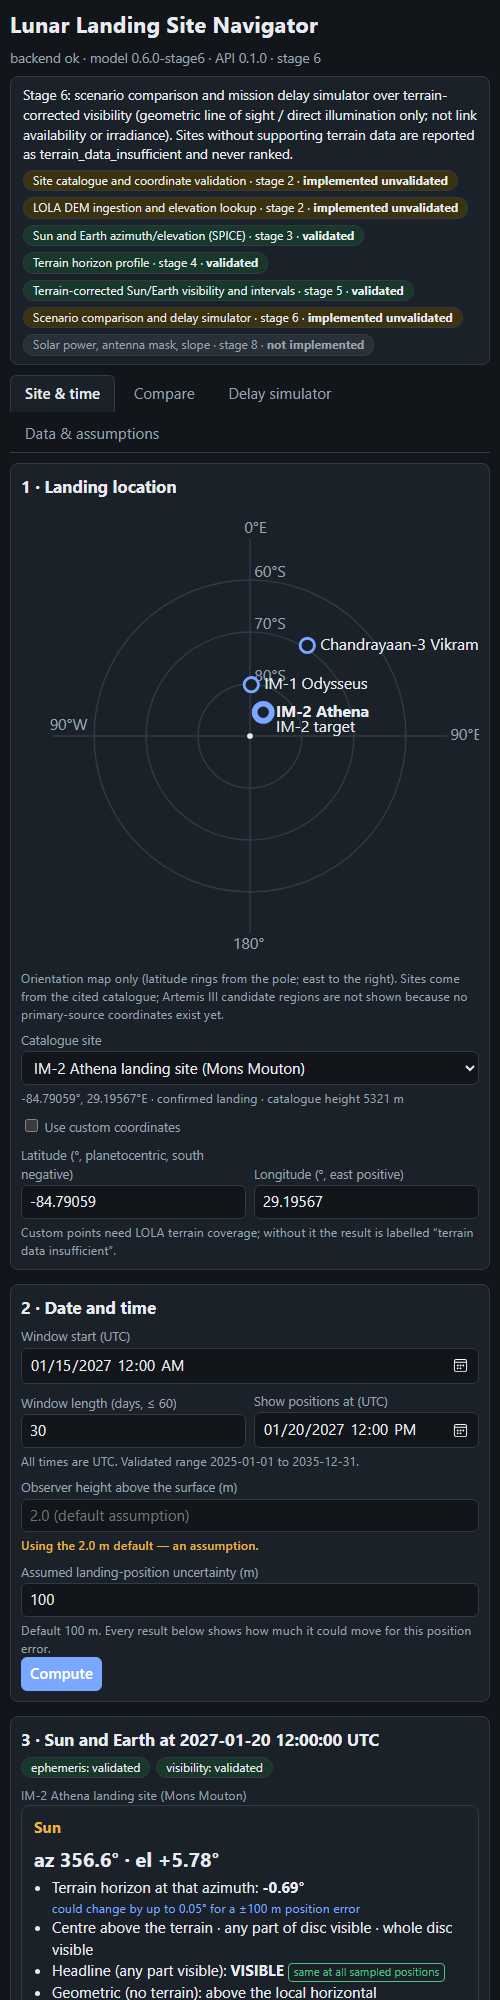 Lunar Landing Site Navigator
backend ok · model 0.6.0-stage6 · API 0.1.0 · stage 6
Stage 6: scenario comparison and mission delay simulator over terrain-
corrected visibility (geometric line of sight / direct illumination only; not link
availability or irradiance). Sites without supporting terrain data are reported
as terrain_data_insufficient and never ranked.
Site catalogue and coordinate validation · stage 2 · implemented unvalidated
LOLA DEM ingestion and elevation lookup · stage 2 · implemented unvalidated
Sun and Earth azimuth/elevation (SPICE) · stage 3 · validated
Terrain horizon profile · stage 4 · validated
Terrain-corrected Sun/Earth visibility and intervals · stage 5 · validated
Scenario comparison and delay simulator · stage 6 · implemented unvalidated
Solar power, antenna mask, slope · stage 8 · not implemented
Site & time
Compare
Delay simulator
Data & assumptions
1 · Landing location
0°E
60°S
70°S
Chandrayaan-3 Vikram
80°S
IM-1 Odysseus
IM-2 Athena
IM-2 target
90°W
90°E
180°
Orientation map only (latitude rings from the pole; east to the right). Sites come
from the cited catalogue; Artemis III candidate regions are not shown because no
primary-source coordinates exist yet.
Catalogue site
IM-2 Athena landing site (Mons Mouton)
-84.79059°, 29.19567°E · confirmed landing · catalogue height 5321 m
Use custom coordinates
Latitude (°, planetocentric, south
negative)
Longitude (°, east positive)
-84.79059
29.19567
Custom points need LOLA terrain coverage; without it the result is labelled “terrain
data insufficient”.
2 · Date and time
Window start (UTC)
01/15/2027 12:00 AM
Window length (days, ≤ 60)
Show positions at (UTC)
30
01/20/2027 12:00 PM
All times are UTC. Validated range 2025-01-01 to 2035-12-31.
Observer height above the surface (m)
2.0 (default assumption)
Using the 2.0 m default — an assumption.
Assumed landing-position uncertainty (m)
100
Default 100 m. Every result below shows how much it could move for this position
error.
Compute
3 · Sun and Earth at 2027-01-20 12:00:00 UTC
ephemeris: validated
visibility: validated
IM-2 Athena landing site (Mons Mouton)
Sun
az 356.6° · el +5.78°
Terrain horizon at that azimuth: -0.69°
could change by up to 0.05° for a ±100 m position error
Centre above the terrain · any part of disc visible · whole disc
visible
Headline (any part visible): VISIBLE same at all sampled positions
Geometric (no terrain): above the local horizontal